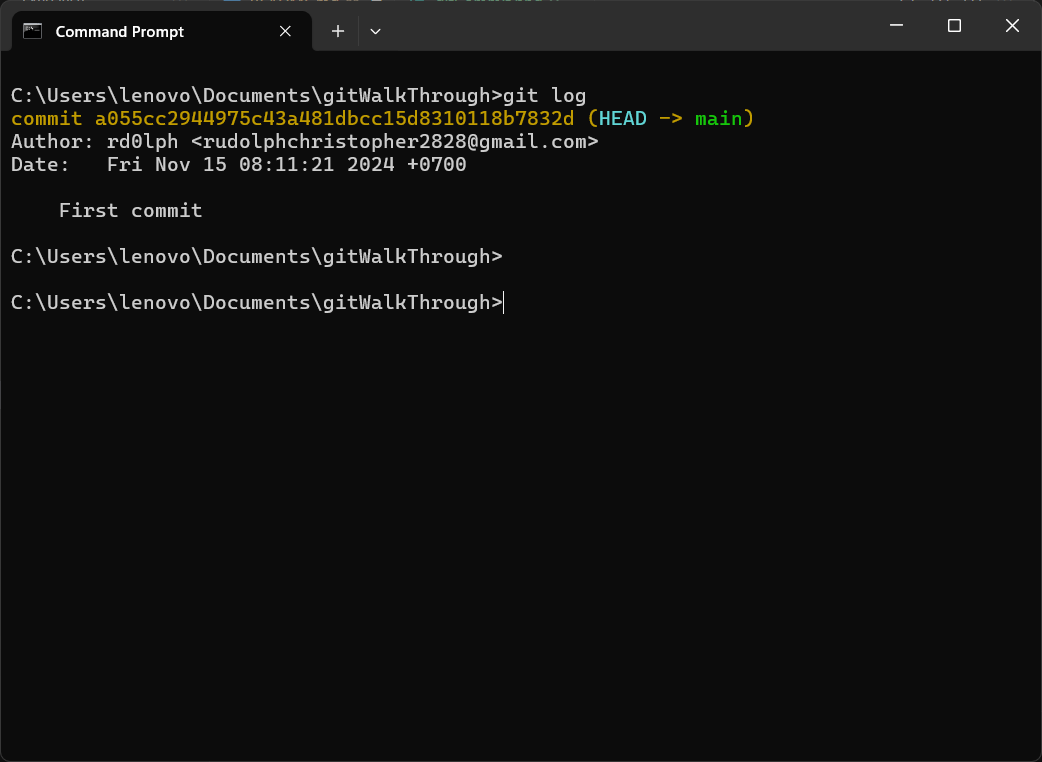 Command Prompt
C:\Users\lenovo\Documents\gitWalkThrough>git log
commit a055cc2944975c43a481dbcc15d8310118b7832d (HEAD -> main)
Author: rd0lph <rudolphchristopher2828@gmail.com>
Date:   Fri Nov 15 08:11:21 2024 +0700
    First commit
C:\Users\lenovo\Documents\gitWalkThrough>
C:\Users\lenovo\Documents\gitWalkThrough>